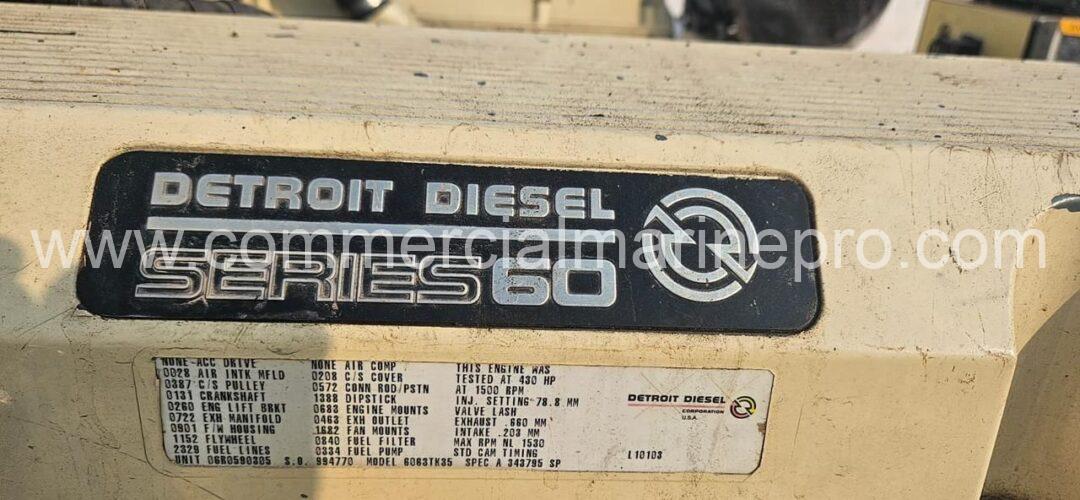 DETROIT DIESEL
SERIES 60
www.commercialmarinepro.com
NONE-ACC DRIVE NONE AIR COMP THIS ENGINE WAS
0028 AIR INTK MFLD 0208 C/S COVER TESTED AT 430 HP
0387 C/S PULLEY 0572 CONN ROD/PSTN AT 1500 RPM
0131 CRANKSHAFT 1388 DIPSTICK INJ. SETTING 78.8 MM
0260 ENG LIFT BRKT 0683 ENGINE MOUNTS VALVE LASH
0722 EXH MANIFOLD 0463 EXH OUTLET EXHAUST .660 MM
0901 F/W HOUSING 1682 FAN MOUNTS INTAKE .203 MM
1152 FLYWHEEL 0840 FUEL FILTER MAX RPM NL 1530
2329 FUEL LINES 0334 FUEL PUMP STD CAM TIMING
UNIT 06R0590305 S.O. 994770 MODEL 6063TK35 SPEC A 343795 SP
DETROIT DIESEL
CORPORATION
U.S.A.
L10103